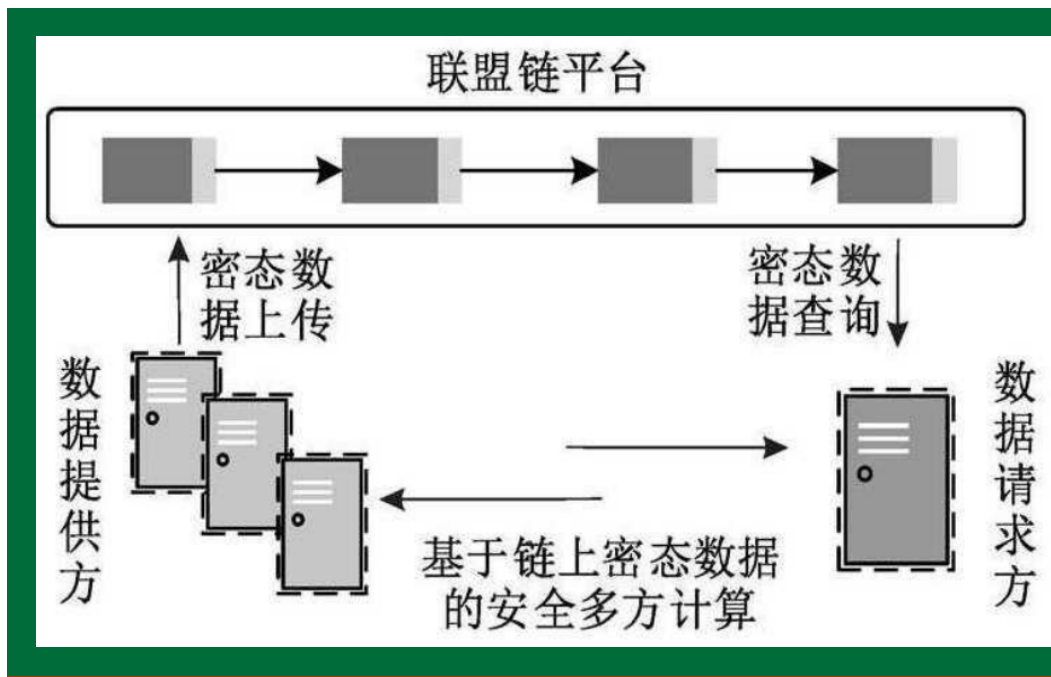 联盟链平台
密态数
据上传
密态数
据查询
数据提供方
数据请求方
基于链上密态数据
的安全多方计算